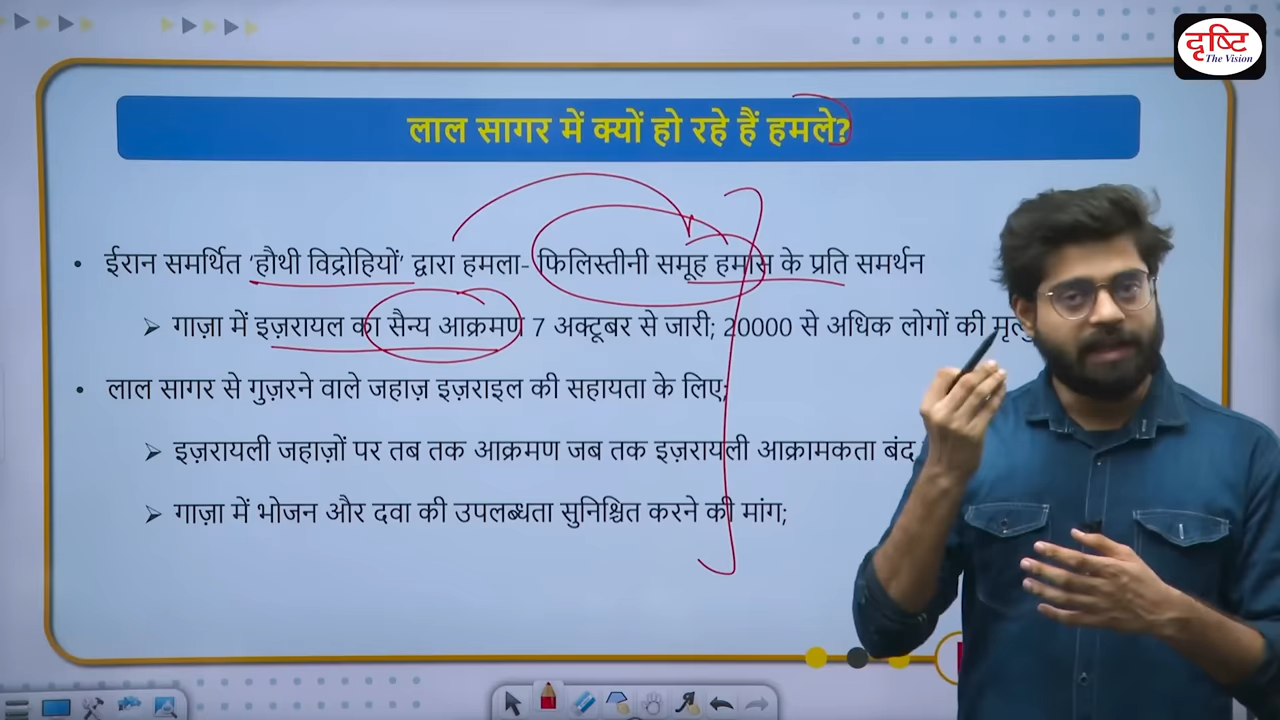 दृष्टि
The Vision
लाल सागर में क्यों हो रहे हैं हमले?
• ईरान समर्थित ‘हौथी विद्रोहियों’ द्वारा हमला- फिलिस्तीनी समूह हमास के प्रति समर्थन
➢ गाज़ा में इज़रायल का सैन्य आक्रमण 7 अक्टूबर से जारी; 20000 से अधिक लोगों की
• लाल सागर से गुज़रने वाले जहाज़ इज़राइल की सहायता के लिए;
➢ इज़रायली जहाज़ों पर तब तक आक्रमण जब तक इज़रायली आक्रामकता बंद
➢ गाज़ा में भोजन और दवा की उपलब्धता सुनिश्चित करने की मांग;